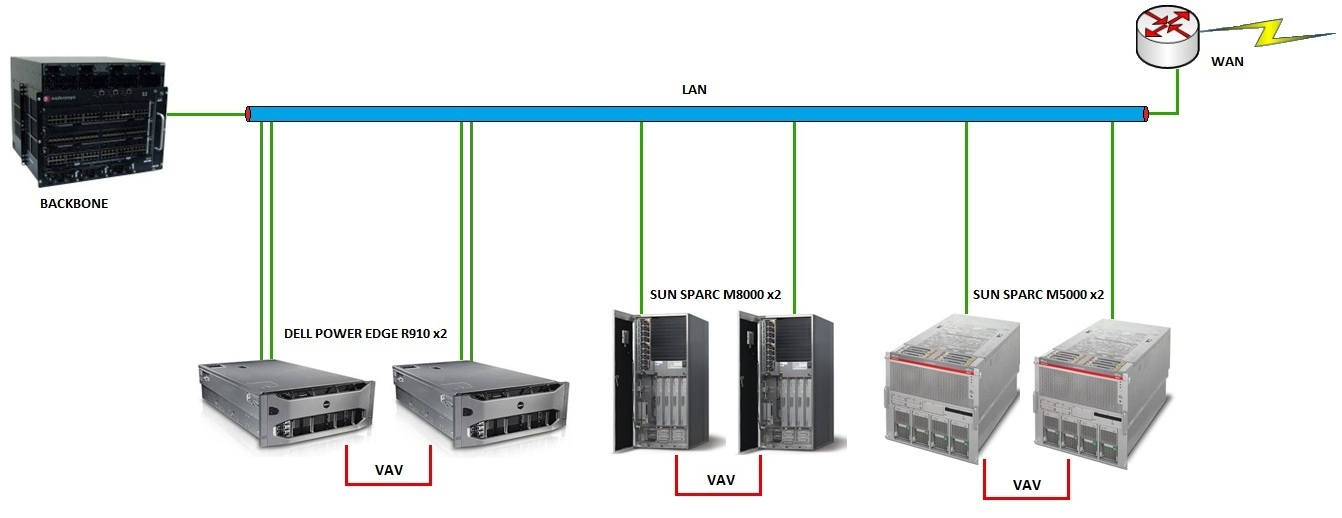 WAN
LAN
BACKBONE
DELL POWER EDGE R910 x2
SUN SPARC M8000 x2
SUN SPARC M5000 x2
VAV
VAV
VAV